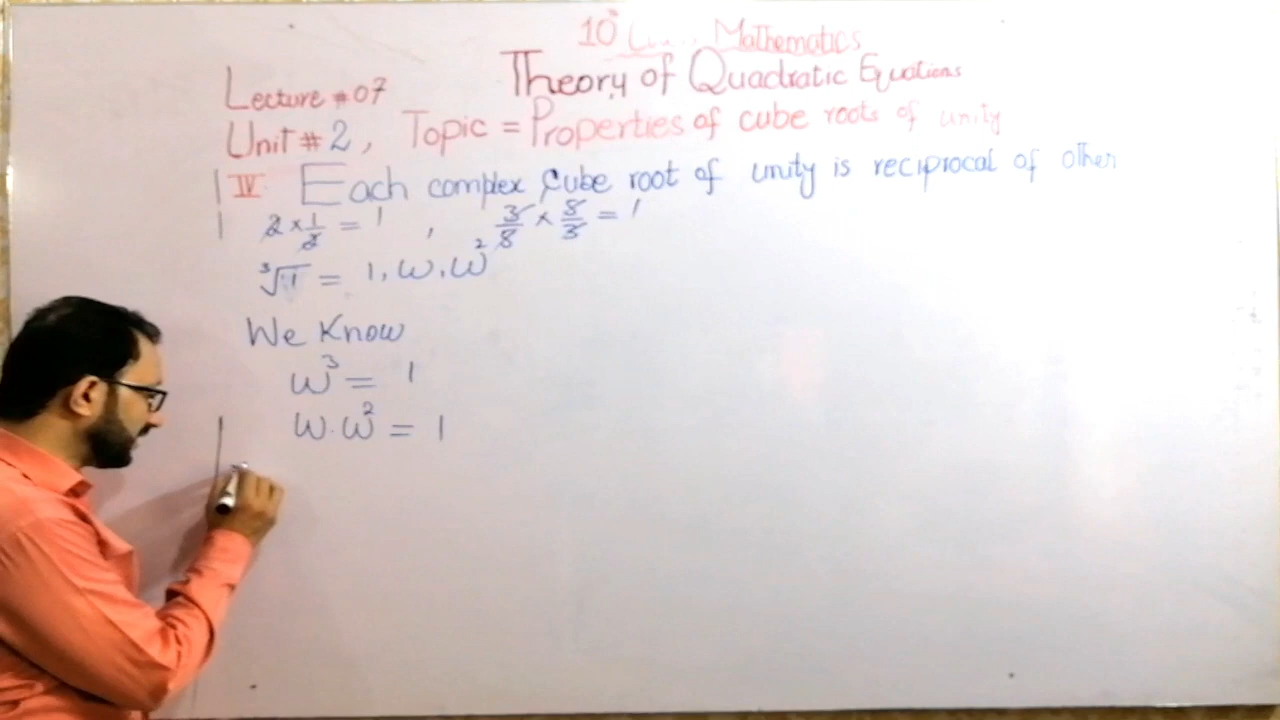 10th Mathematics
Theory of Quadratic Equations
Lecture # 07
Unit # 2, Topic = Properties of cube roots of unity
IV Each complex cube root of unity is reciprocal of other
2 × 1/2 = 1 , 3/8 × 8/3 = 1
∛1 = 1, ω, ω²
We Know
ω³ = 1
ω.ω² = 1